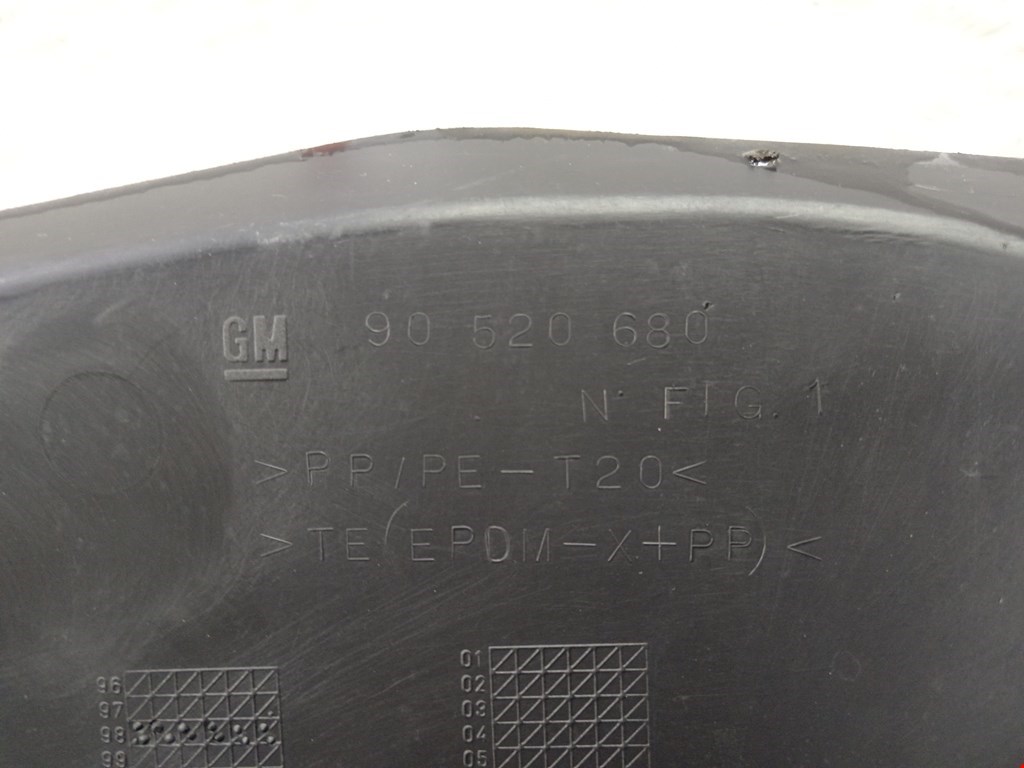 GM 90 520 680
N° FIG. 1
>PP/PE-T20<
>TE(EPDM-X+PP)<
01
96 02
97 03
98 04
99 05